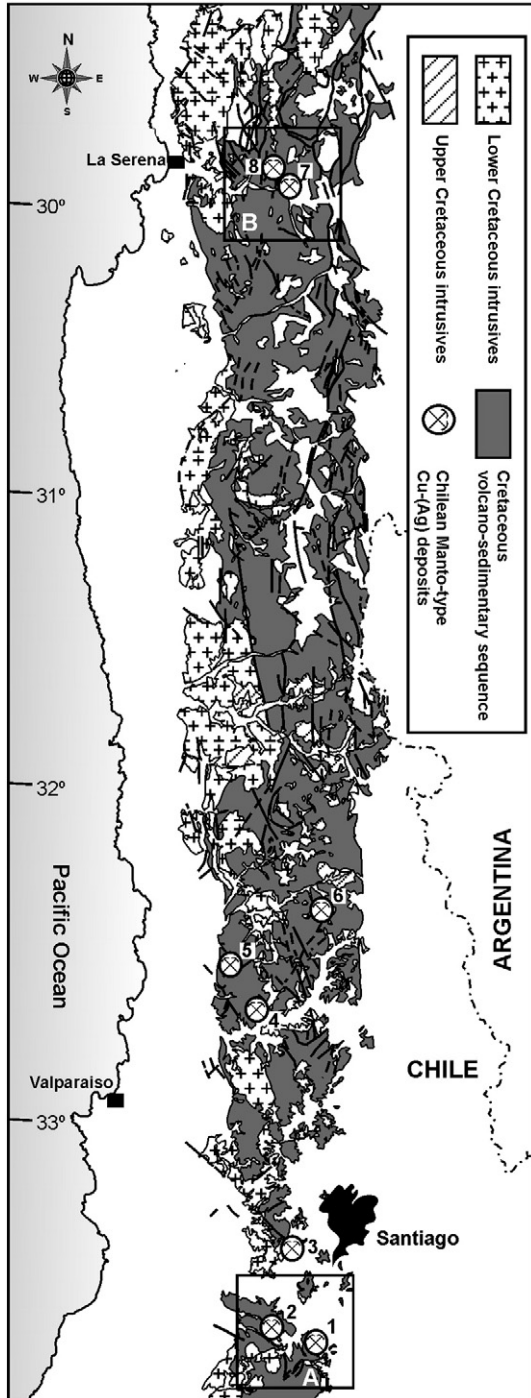 N
W E
S
Lower Cretaceous intrusives
Upper Cretaceous intrusives
Cretaceous
volcano-sedimentary sequence
Chilean Manto-type
Cu-(Ag) deposits
La Serena
8
7
30º
B
31º
ARGENTINA
32º
6
5
4
Pacific Ocean
CHILE
Valparaiso
33º
Santiago
3
2
1
A